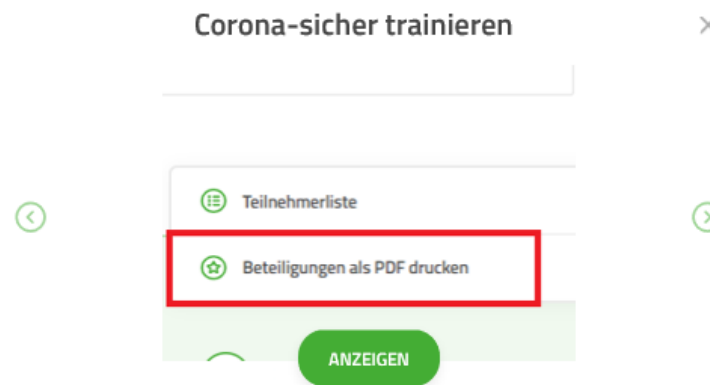 Corona-sicher trainieren
Teilnehmerliste
Beteiligungen als PDF drucken
ANZEIGEN